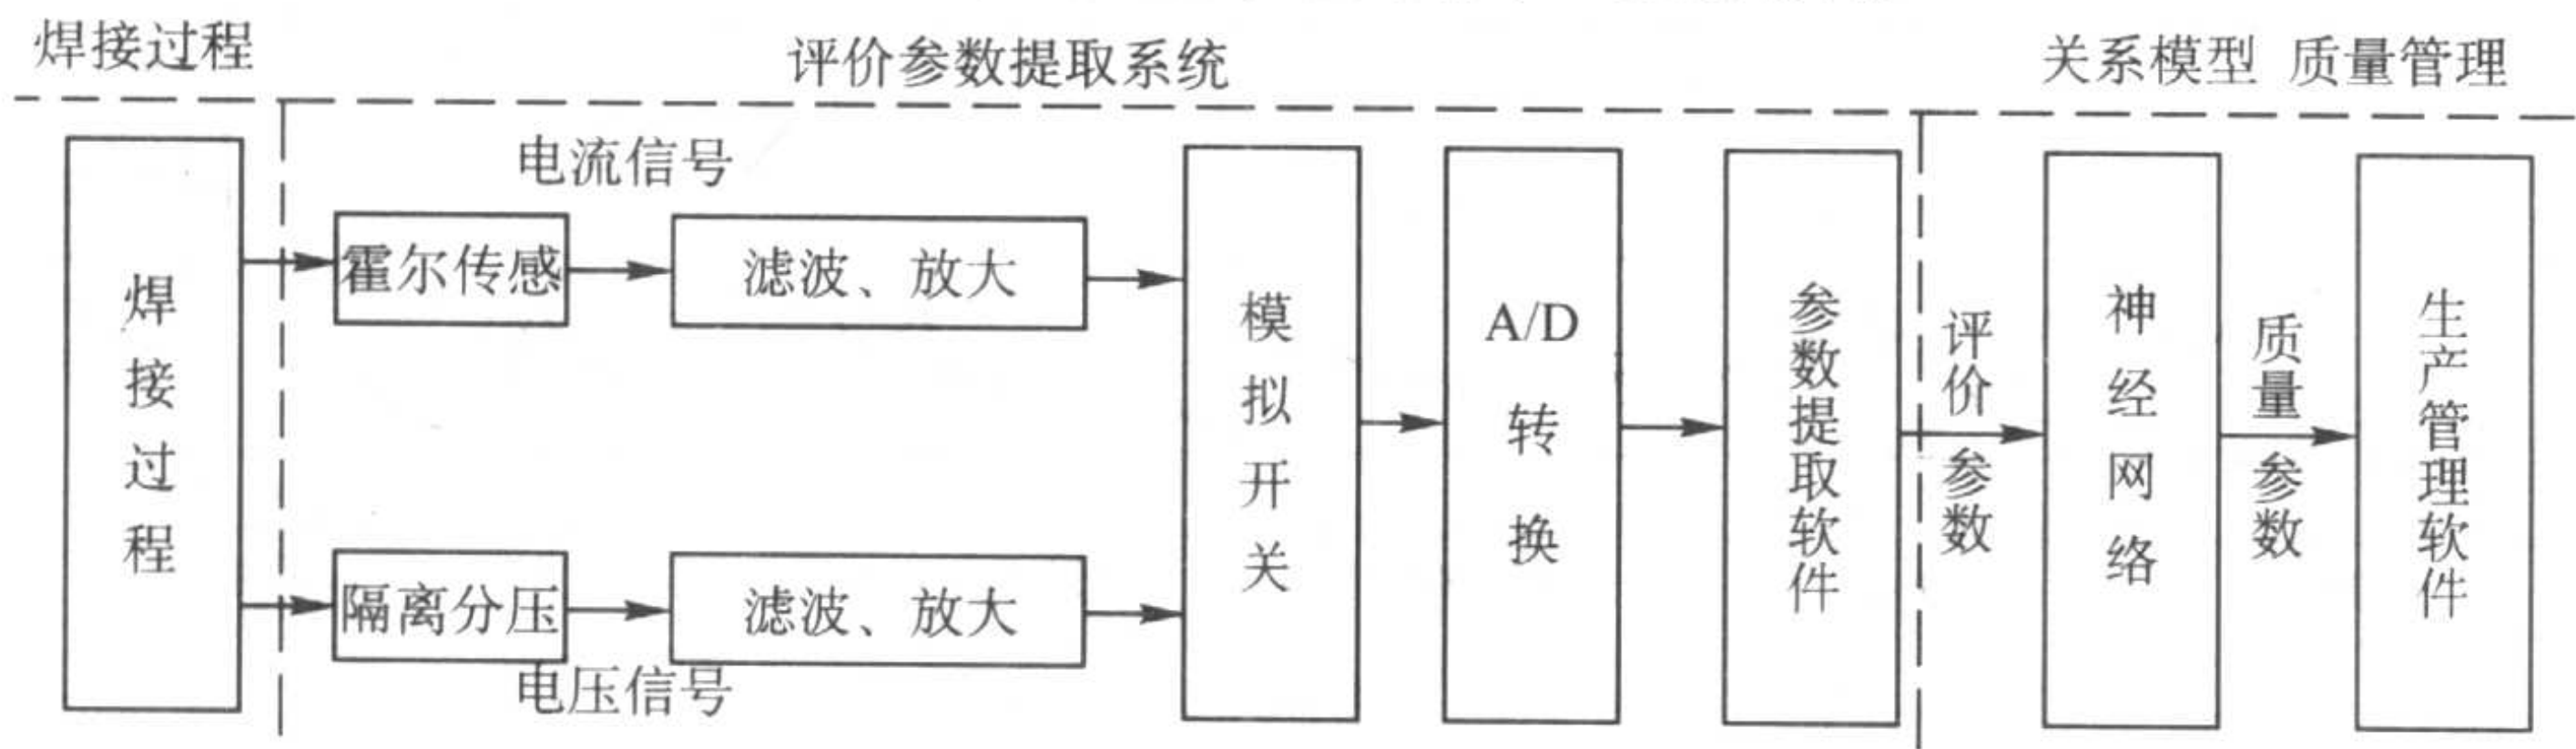 焊接过程
评价参数提取系统
关系模型 质量管理
焊接过程
电流信号
霍尔传感
滤波、放大
隔离分压
滤波、放大
电压信号
模拟开关
A/D转换
参数提取软件
评价参数
神经网络
质量参数
生产管理软件